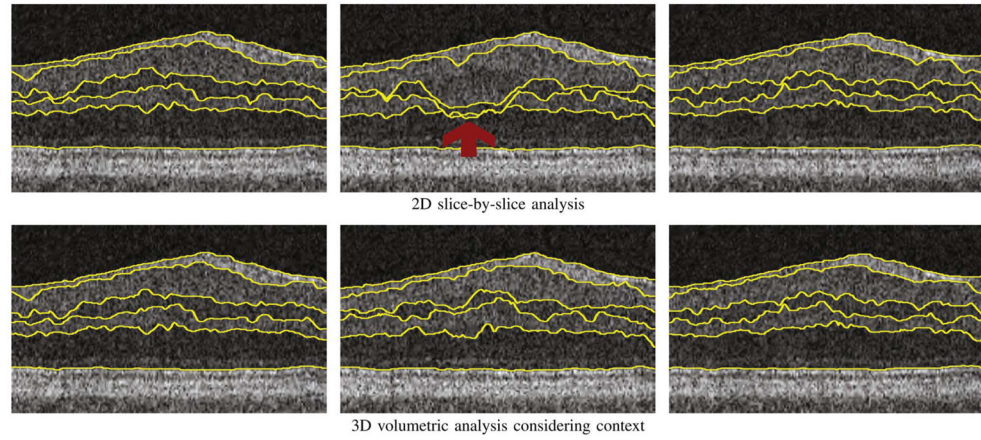 2D slice-by-slice analysis
3D volumetric analysis considering context